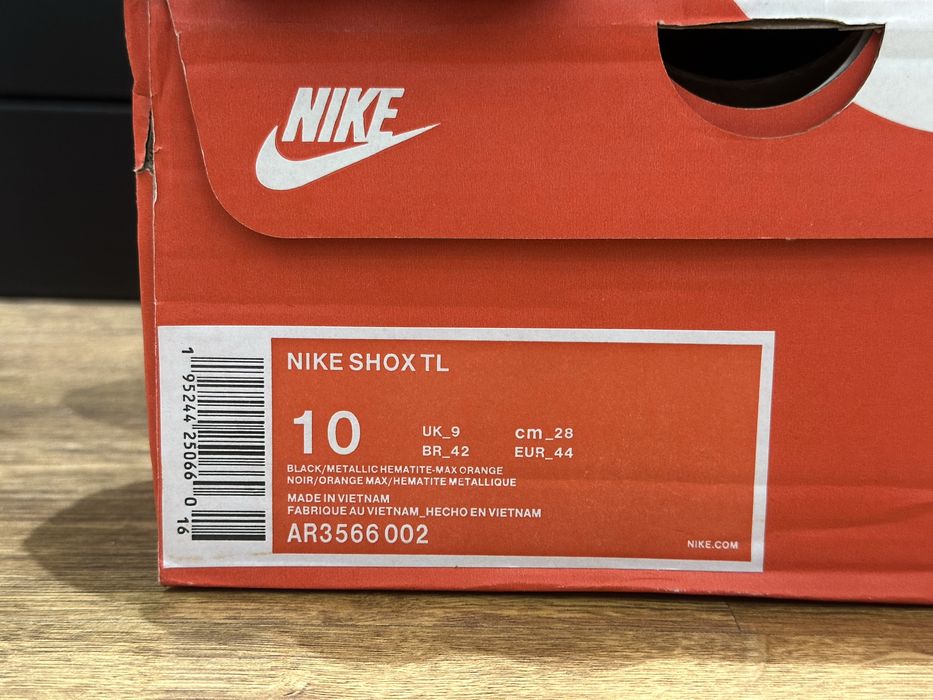 NIKE
NIKE SHOX TL
10
UK_9 cm_28
BR_42 EUR_44
BLACK/METALLIC HEMATITE-MAX ORANGE
NOIR/ORANGE MAX/HEMATITE METALLIQUE
MADE IN VIETNAM
FABRIQUE AU VIETNAM_HECHO EN VIETNAM
AR3566 002
NIKE.COM
1 95244 25066 0 16